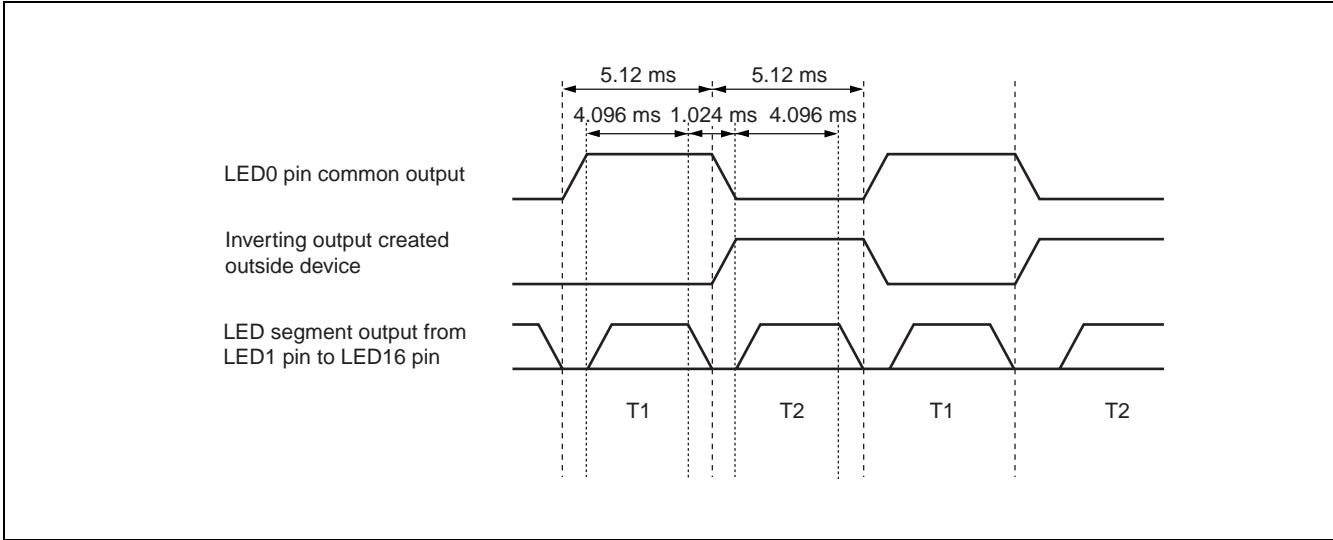 5.12 ms 5.12 ms
4.096 ms 1.024 ms 4.096 ms
LED0 pin common output
Inverting output created
outside device
LED segment output from
LED1 pin to LED16 pin
T1 T2 T1 T2